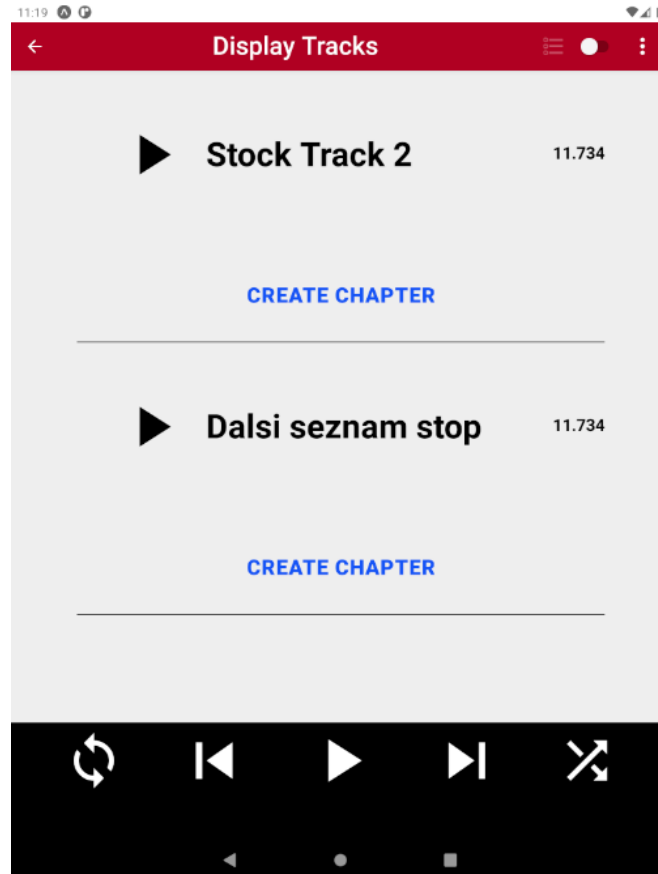 11:19
Display Tracks
Stock Track 2 11.734
CREATE CHAPTER
Dalsi seznam stop 11.734
CREATE CHAPTER